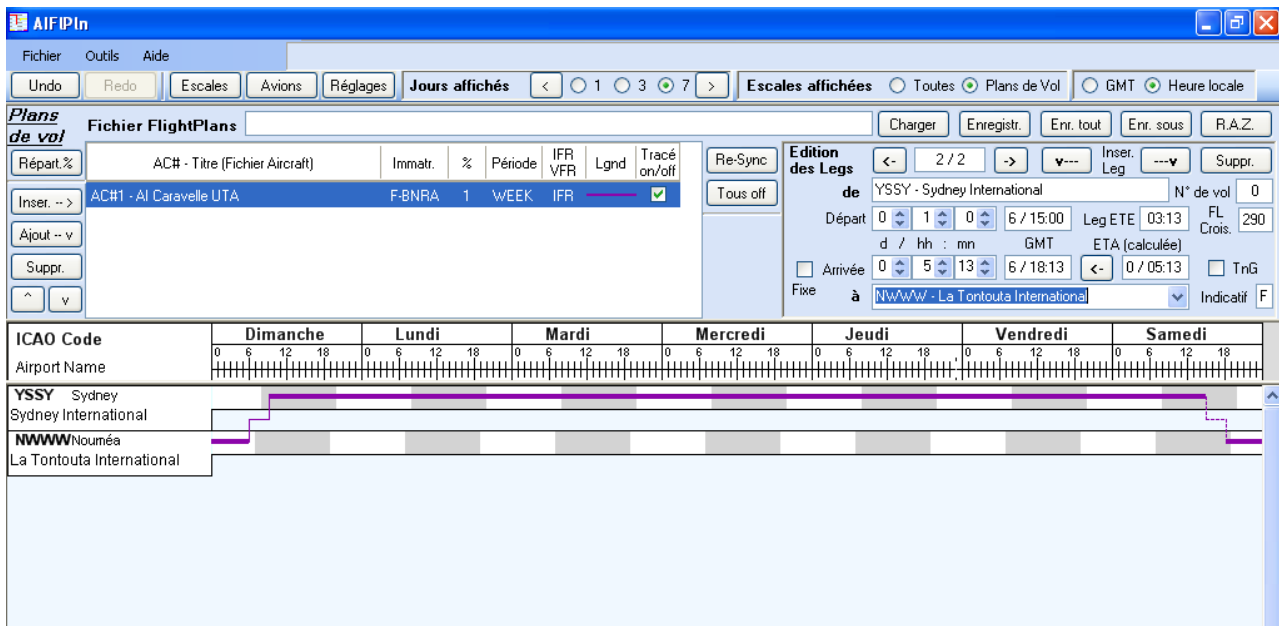 AIFlPln
Fichier Outils Aide
Undo Redo Escales Avions Réglages Jours affichés < 1 3 7 > Escales affichées Toutes Plans de Vol GMT Heure locale
Plans de vol Fichier FlightPlans Charger Enregistr. Enr. tout Enr. sous R.A.Z.
Répart.% AC# - Titre (Fichier Aircraft) Immatr. % Période IFR VFR Lgnd Tracé on/off Re-Sync Edition des Legs <- 2 / 2 -> v--- Inser. Leg ---v Suppr.
Inser. -- > AC#1 - AI Caravelle UTA F-BNRA 1 WEEK IFR Tous off de YSSY - Sydney International N° de vol 0
Ajout -- v Départ 0 1 0 6 / 15:00 Leg ETE 03:13 FL Crois. 290
d / hh : mn GMT ETA (calculée)
Suppr. Arrivée 0 5 13 6 / 18:13 <- 0 / 05:13 TnG
^ v Fixe à NWWW - La Tontouta International Indicatif F
ICAO Code Dimanche Lundi Mardi Mercredi Jeudi Vendredi Samedi
0 6 12 18 0 6 12 18 0 6 12 18 0 6 12 18 0 6 12 18 0 6 12 18 0 6 12 18
Airport Name
YSSY Sydney
Sydney International
NWWW Nouméa
La Tontouta International